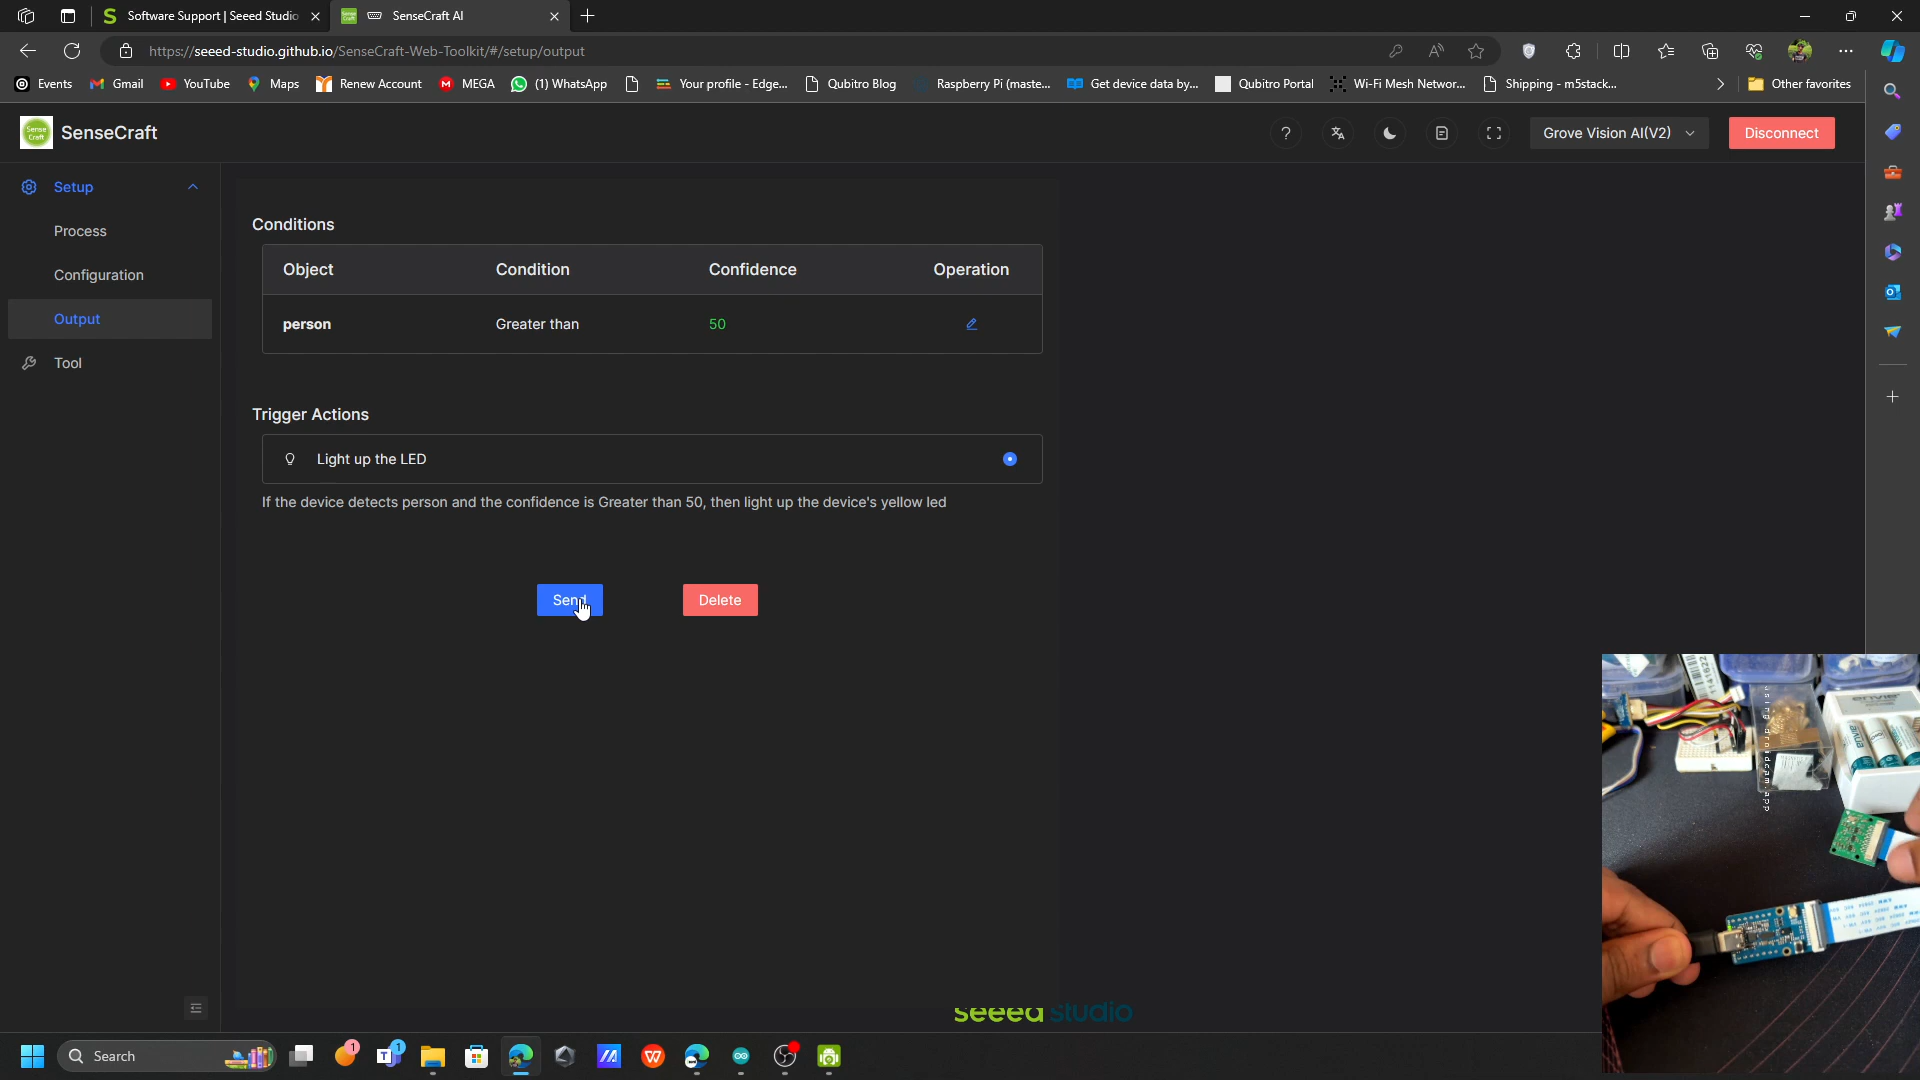 Software Support | Seeed Studio
SenseCraft AI
https://seeed-studio.github.io/SenseCraft-Web-Toolkit/#/setup/output
Events
Gmail
YouTube
Maps
Renew Account
MEGA
(1) WhatsApp
Your profile - Edge...
Qubitro Blog
Raspberry Pi (maste...
Get device data by...
Qubitro Portal
Wi-Fi Mesh Networ...
Shipping - m5stack...
Other favorites
Sense
Craft
SenseCraft
Grove Vision AI(V2)
Disconnect
Setup
Process
Configuration
Output
Tool
Conditions
Object Condition Confidence Operation
person Greater than 50
Trigger Actions
Light up the LED
If the device detects person and the confidence is Greater than 50, then light up the device's yellow led
Send
Delete
seeed studio
Search
1
1